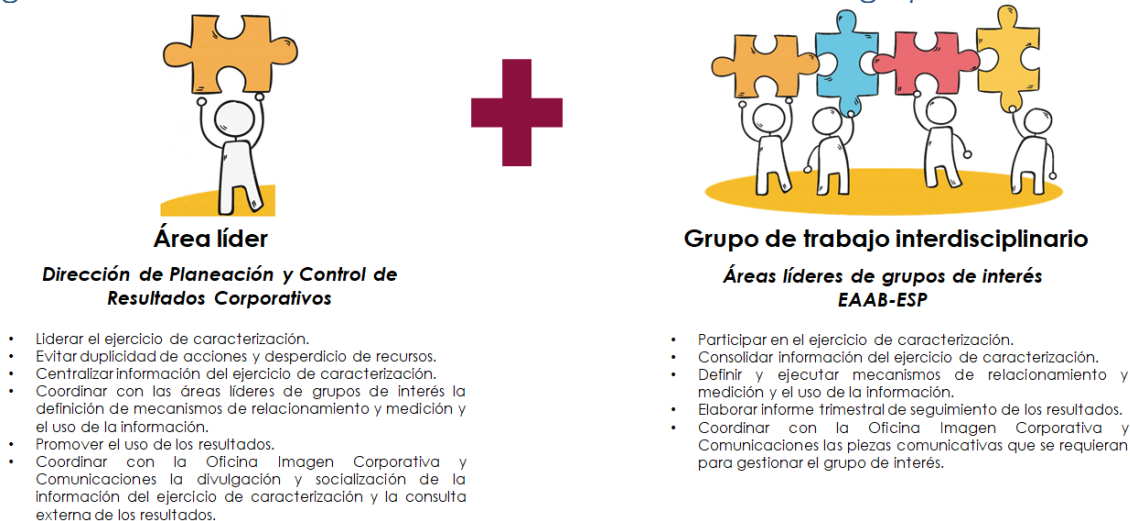 Área líder
Dirección de Planeación y Control de
Resultados Corporativos
• Liderar el ejercicio de caracterización.
• Evitar duplicidad de acciones y desperdicio de recursos.
• Centralizar información del ejercicio de caracterización.
• Coordinar con las áreas líderes de grupos de interés la
definición de mecanismos de relacionamiento y medición y
el uso de la información.
• Promover el uso de los resultados.
• Coordinar con la Oficina Imagen Corporativa y
Comunicaciones la divulgación y socialización de la
información del ejercicio de caracterización y la consulta
externa de los resultados.
Grupo de trabajo interdisciplinario
Áreas líderes de grupos de interés
EAAB-ESP
• Participar en el ejercicio de caracterización.
• Consolidar información del ejercicio de caracterización.
• Definir y ejecutar mecanismos de relacionamiento y
medición y el uso de la información.
• Elaborar informe trimestral de seguimiento de los resultados.
• Coordinar con la Oficina Imagen Corporativa y
Comunicaciones las piezas comunicativas que se requieran
para gestionar el grupo de interés.